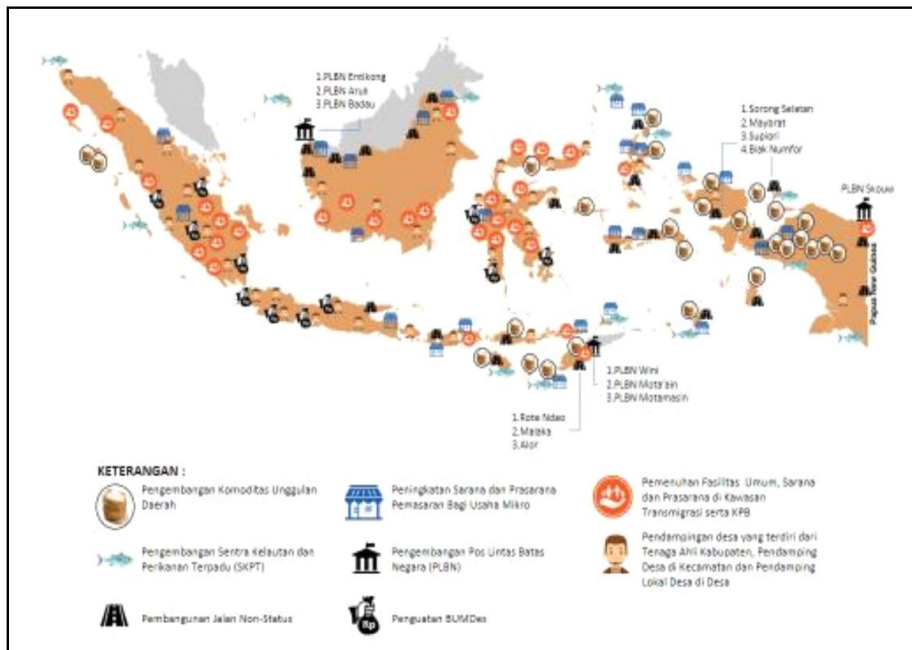 1.PLBN Entikong
2.PLBN Aruk
3.PLBN Badau
1.Sorong Selatan
2.Mayarat
3.Supiori
4.Biak Numfor
PLBN Skouw
Papua New Guinea
1.PLBN Wini
2.PLBN Mota'ain
3.PLBN Motamasin
1.Rote Ndao
2.Malaka
3.Alor
KETERANGAN :
Pengembangan Komoditas Unggulan
Daerah
Peningkatan Sarana dan Prasarana
Pemasaran Bagi Usaha Mikro
Pemenuhan Fasilitas Umum, Sarana
dan Prasarana di Kawasan
Transmigrasi serta KPB
Pengembangan Sentra Kelautan dan
Perikanan Terpadu (SKPT)
Pengembangan Pos Lintas Batas
Negara (PLBN)
Pendampingan desa yang terdiri dari
Tenaga Ahli Kabupaten, Pendamping
Desa di Kecamatan dan Pendamping
Lokal Desa di Desa
Pembangunan Jalan Non-Status
Rp
Penguatan BUMDes